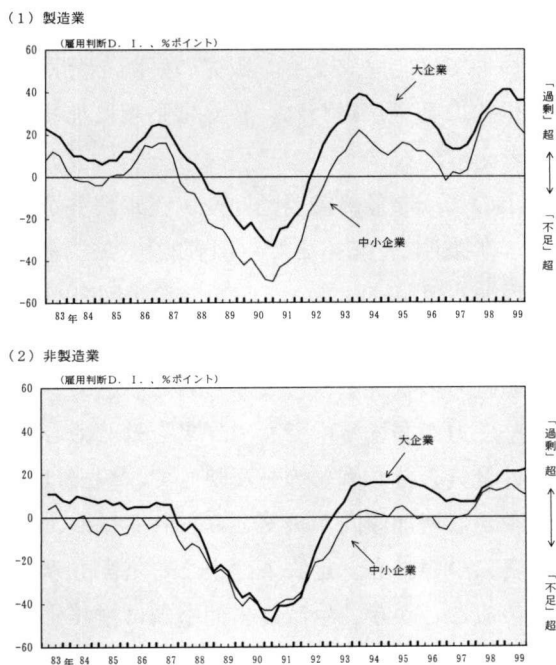 (1)製造業
(雇用判断D.I.、%ポイント)
60
40
20
0
-20
-40
-60
大企業
中小企業
「過剰」超
「不足」超
83年 84 85 86 87 88 89 90 91 92 93 94 95 96 97 98 99
(2)非製造業
(雇用判断D.I.、%ポイント)
60
40
20
0
-20
-40
-60
大企業
中小企業
「過剰」超
「不足」超
83年 84 85 86 87 88 89 90 91 92 93 94 95 96 97 98 99